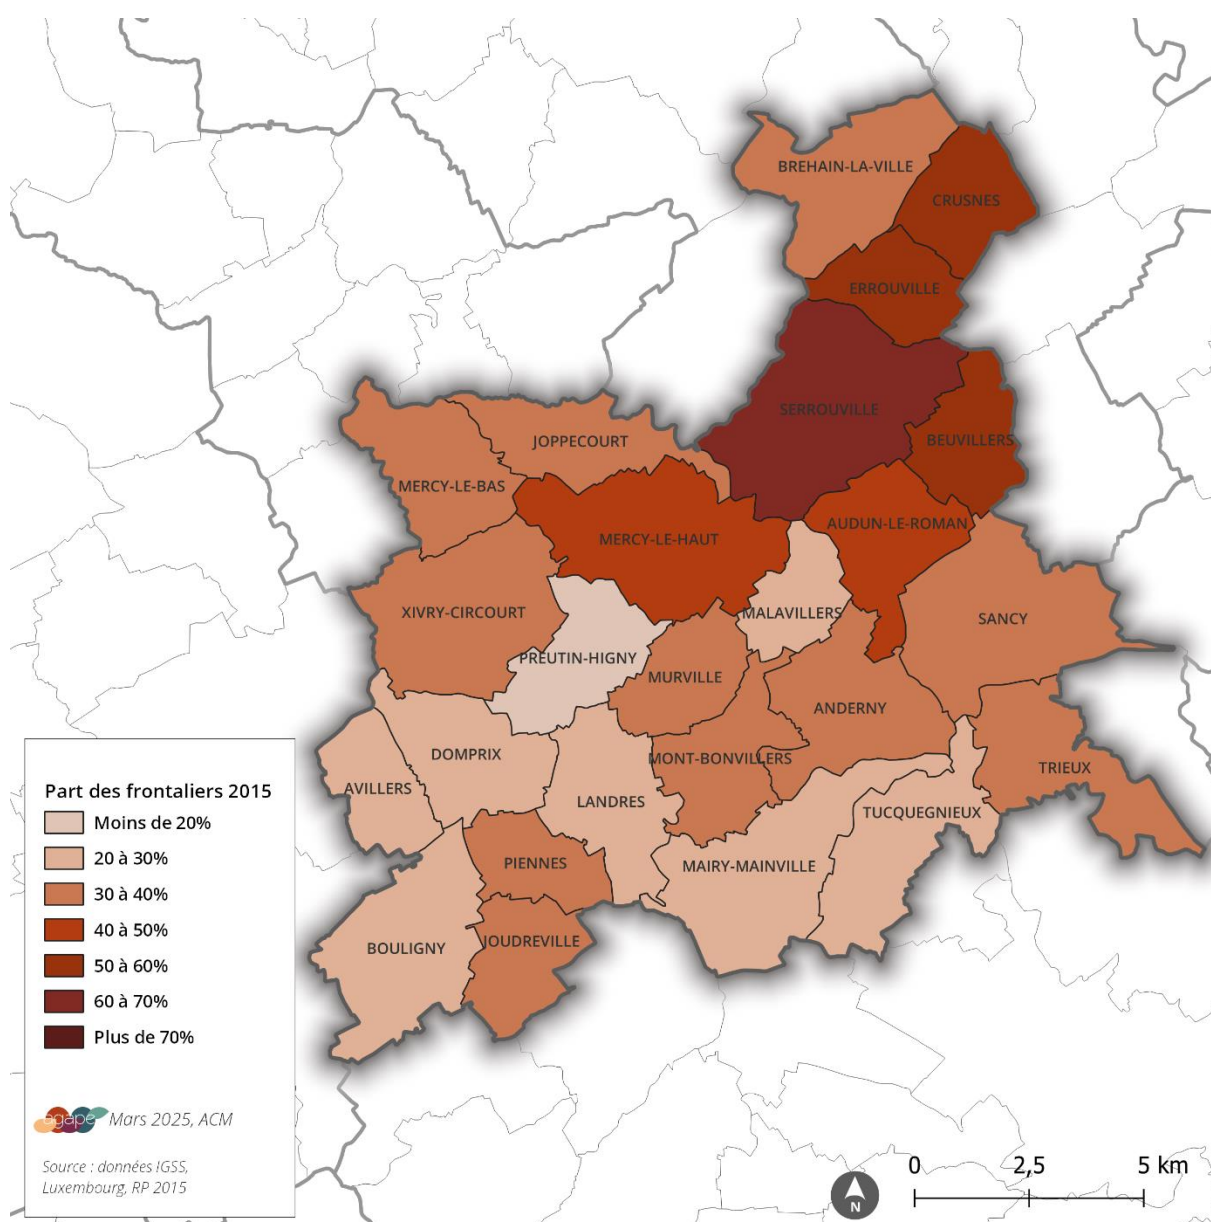 BREHAIN-LA-VILLE
CRUSNES
ERROUVILLE
SERROUVILLE
BEUVILLERS
JOPPECOURT
MERCY-LE-BAS
AUDUN-LE-ROMAN
MERCY-LE-HAUT
XIVRY-CIRCOURT
MALAVILLERS
SANCY
PREUTIN-HIGNY
MURVILLE
ANDERNY
DOMPRIX
MONT-BONVILLERS
TRIEUX
AVILLERS
LANDRES
TUCQUEGNIEUX
PIENNES
MAIRY-MAINVILLE
BOULIGNY
JOUDREVILLE
Part des frontaliers 2015
Moins de 20%
20 à 30%
30 à 40%
40 à 50%
50 à 60%
60 à 70%
Plus de 70%
agape Mars 2025, ACM
Source : données IGSS,
Luxembourg, RP 2015
N
0 2,5 5 km